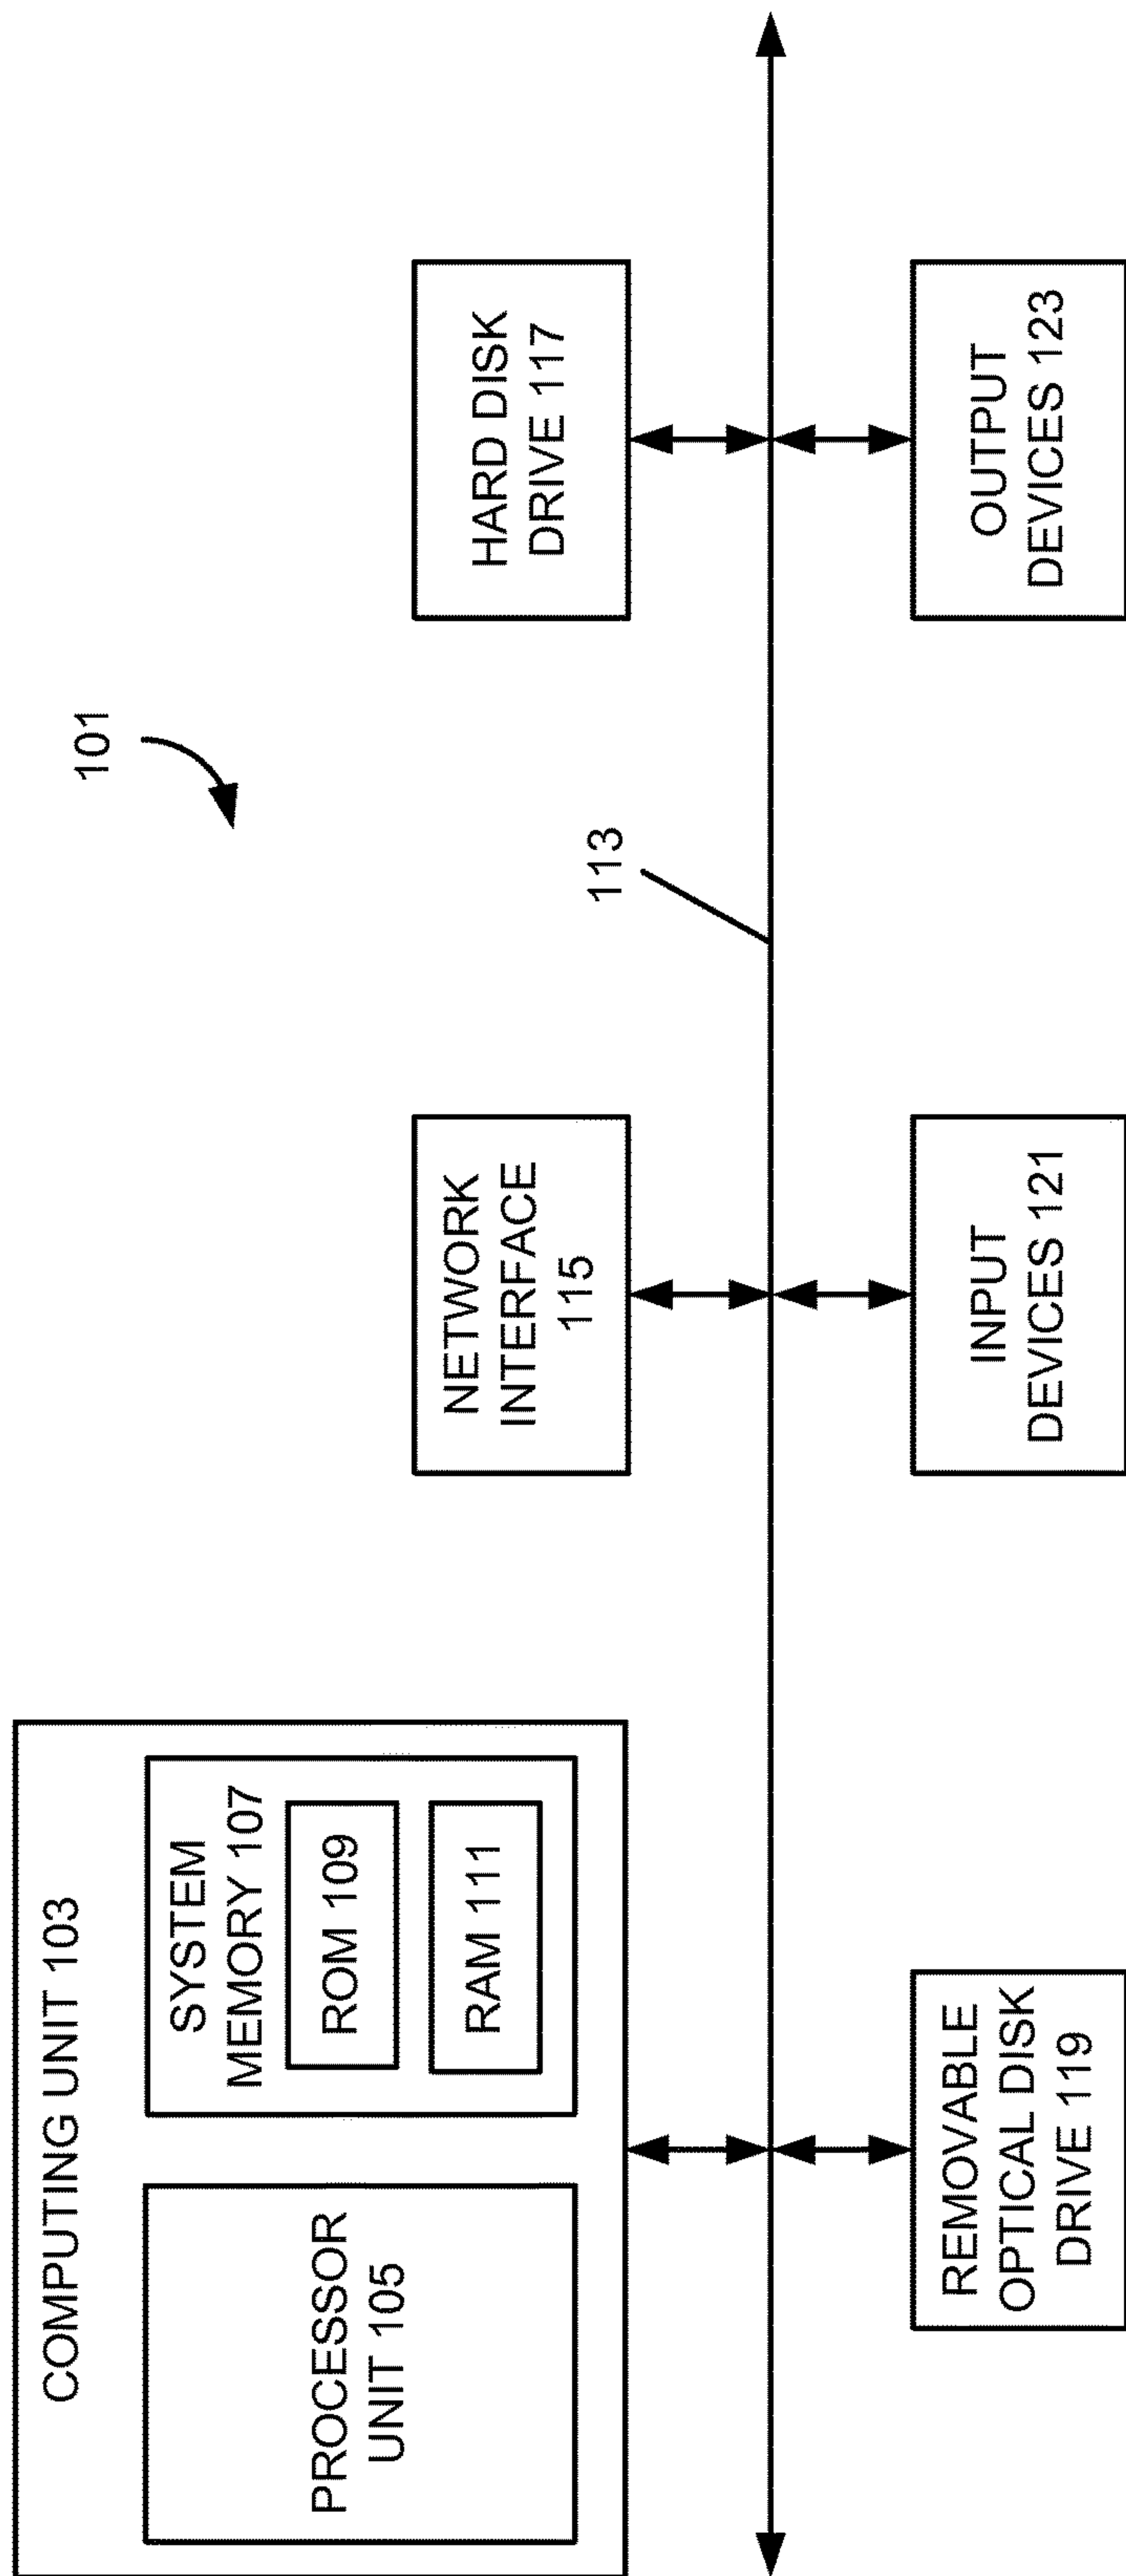 101
COMPUTING UNIT 103
PROCESSOR
UNIT 105
SYSTEM
MEMORY 107
ROM 109
RAM 111
NETWORK
INTERFACE
115
HARD DISK
DRIVE 117
113
REMOVABLE
OPTICAL DISK
DRIVE 119
INPUT
DEVICES 121
OUTPUT
DEVICES 123